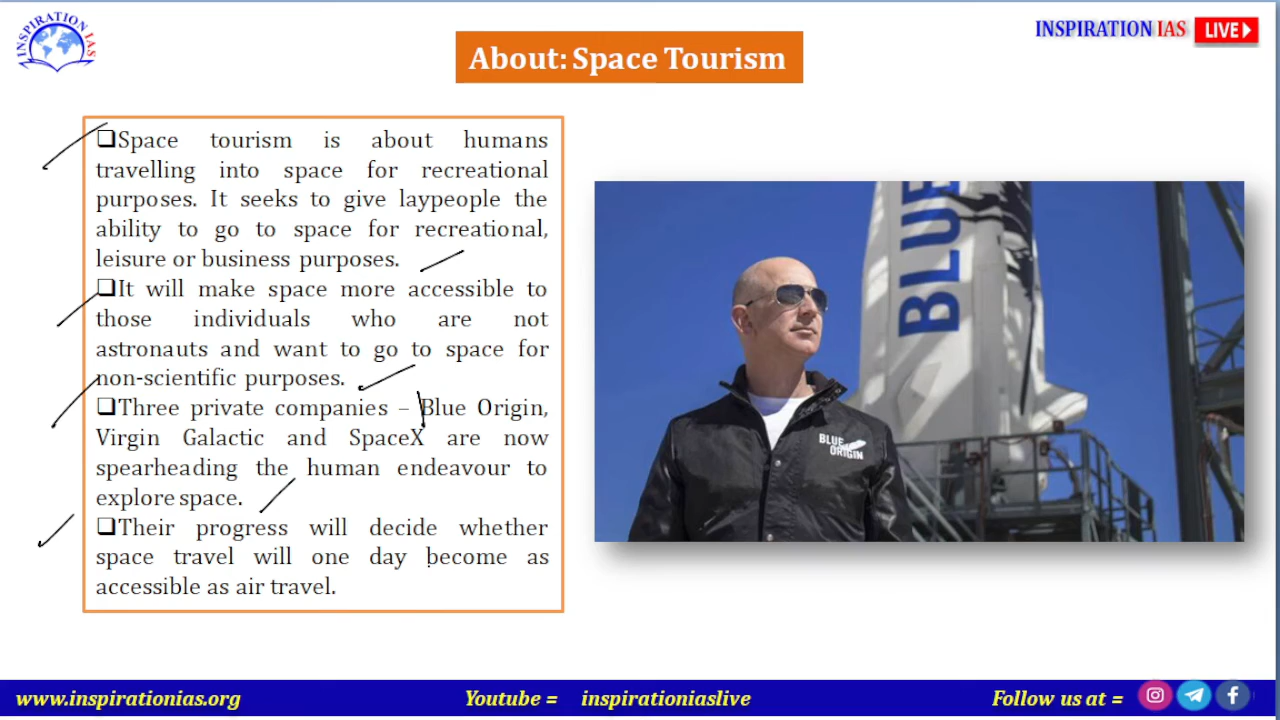 INSPIRATION IAS
INSPIRATION IAS LIVE
About: Space Tourism
❑Space tourism is about humans
travelling into space for recreational
purposes. It seeks to give laypeople the
ability to go to space for recreational,
leisure or business purposes.
❑It will make space more accessible to
those individuals who are not
astronauts and want to go to space for
non-scientific purposes.
❑Three private companies – Blue Origin,
Virgin Galactic and SpaceX are now
spearheading the human endeavour to
explore space.
❑Their progress will decide whether
space travel will one day become as
accessible as air travel.
BLUE
BLUE
ORIGIN
www.inspirationias.org
Youtube = inspirationiaslive
Follow us at =